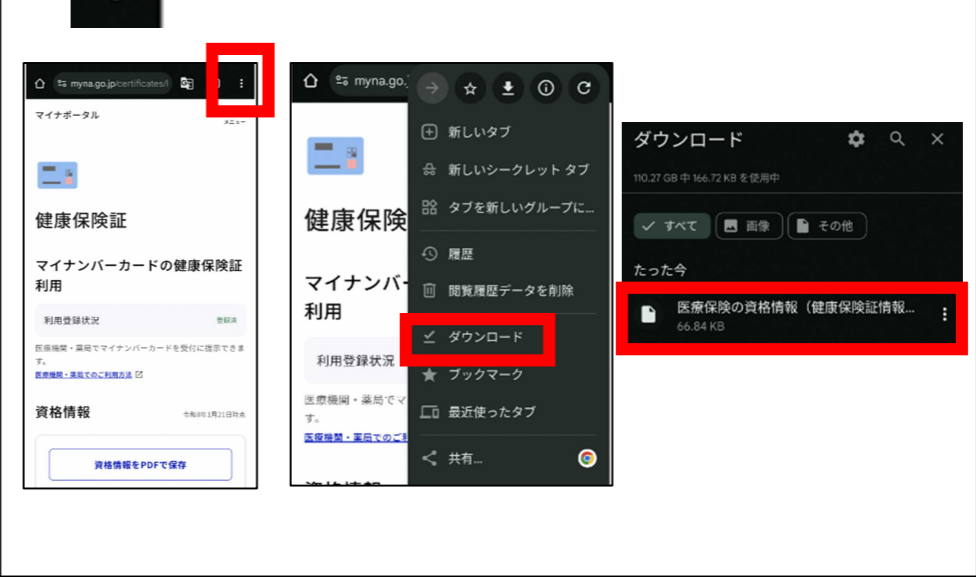 myna.go.jp/certificates/l
マイナポータル
メニュー
健康保険証
マイナンバーカードの健康保険証
利用
利用登録状況
登録済
医療機関・薬局でマイナンバーカードを受付に提示できま
す。
医療機関・薬局でのご利用方法
資格情報
令和8年1月21日時点
資格情報をPDFで保存
myna.go.j
健康保険
マイナンバー
利用
利用登録状況
医療機関・薬局でマ
す。
医療機関・薬局でのご利
新しいタブ
新しいシークレット タブ
タブを新しいグループに...
履歴
閲覧履歴データを削除
ダウンロード
ブックマーク
最近使ったタブ
共有...
ダウンロード
110.27 GB 中 166.72 KB を使用中
すべて
画像
その他
たった今
医療保険の資格情報（健康保険証情報...
66.84 KB